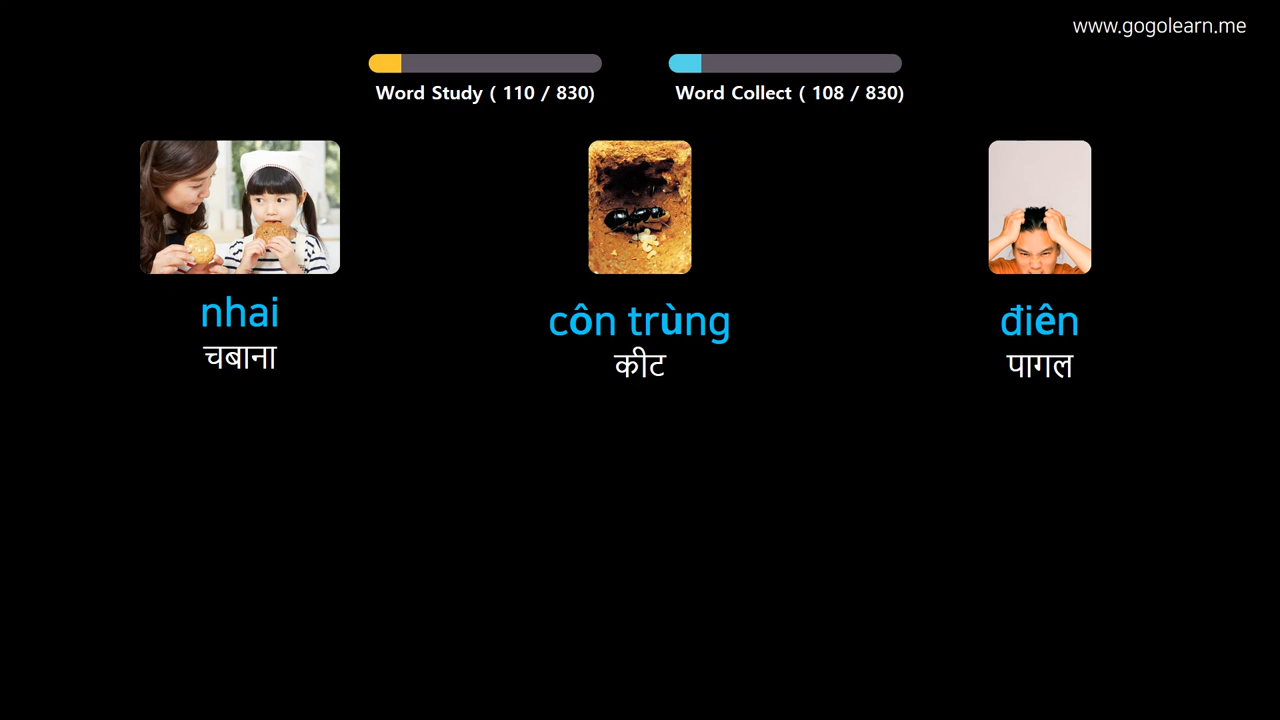 www.gogolearn.me
Word Study ( 110 / 830)
Word Collect ( 108 / 830)
nhai
चबाना
côn trùng
कीट
điên
पागल